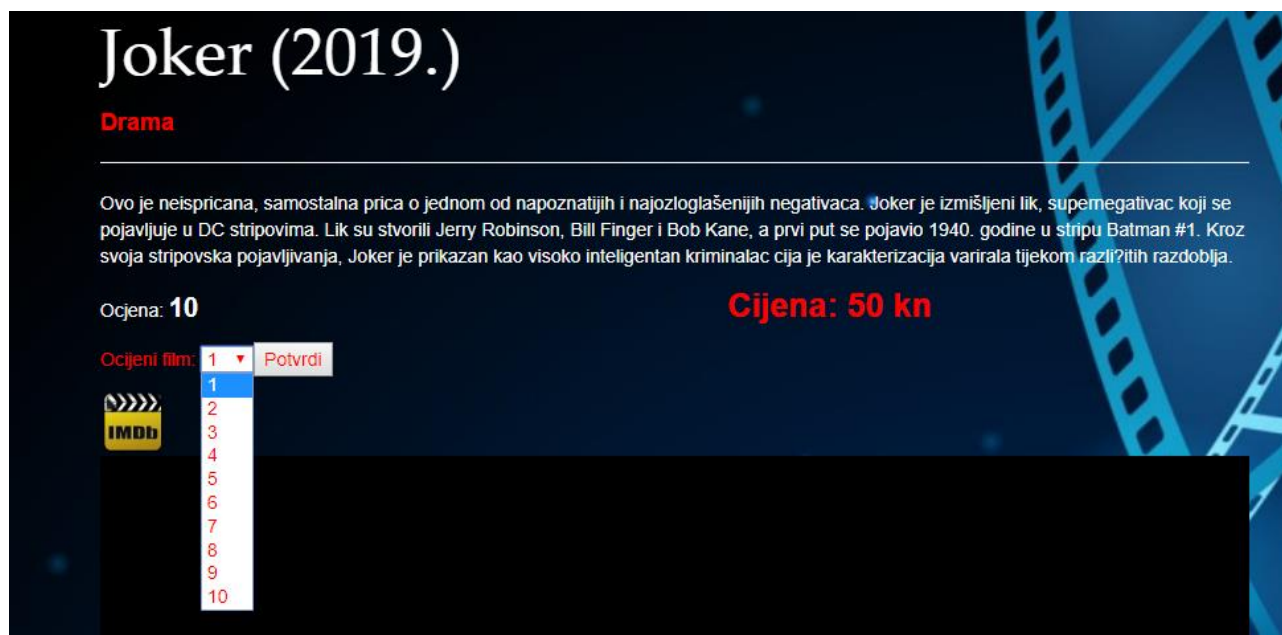 Joker (2019.)
Drama
Ovo je neispricana, samostalna prica o jednom od napoznatijih i najozloglašenijih negativaca. Joker je izmišljeni lik, supernegativac koji se
pojavljuje u DC stripovima. Lik su stvorili Jerry Robinson, Bill Finger i Bob Kane, a prvi put se pojavio 1940. godine u stripu Batman #1. Kroz
svoja stripovska pojavljivanja, Joker je prikazan kao visoko inteligentan kriminalac cija je karakterizacija varirala tijekom razli?itih razdoblja.
Ocjena: 10
Cijena: 50 kn
Ocijeni film: 1 Potvrdi
1
2
3
4
5
6
7
8
9
10
IMDb